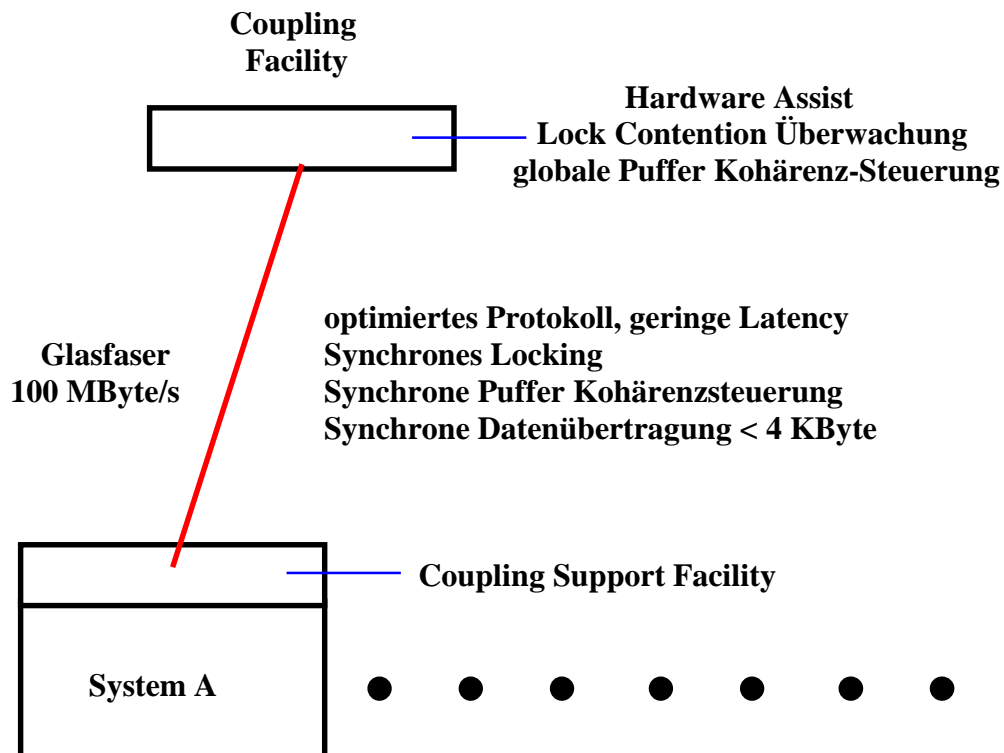 Coupling
Facility
Hardware Assist
Lock Contention Überwachung
globale Puffer Kohärenz-Steuerung
optimiertes Protokoll, geringe Latency
Synchrones Locking
Synchrone Puffer Kohärenzsteuerung
Synchrone Datenübertragung < 4 KByte
Glasfaser
100 MByte/s
Coupling Support Facility
System A